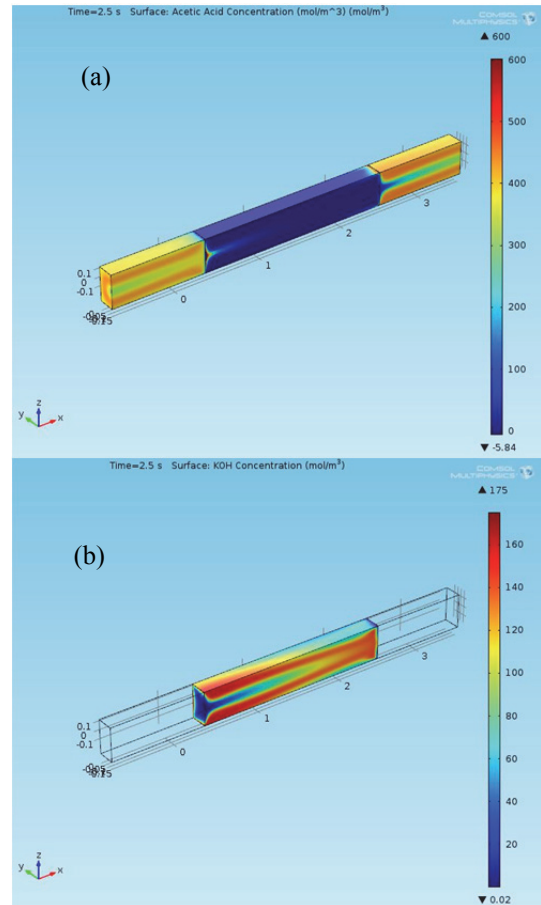 Time=2.5 s Surface: Acetic Acid Concentration (mol/m^3) (mol/m³)
COMSOL
MULTIPHYSICS
▲ 600
(a)
600
500
400
300
200
100
0
▼ -5.84
3
2
1
0
0.1
0
-0.1
z
y
x
Time=2.5 s Surface: KOH Concentration (mol/m³)
COMSOL
MULTIPHYSICS
▲ 175
(b)
160
140
120
100
80
60
40
20
▼ 0.02
3
2
1
0
0.1
0
-0.1
z
y
x